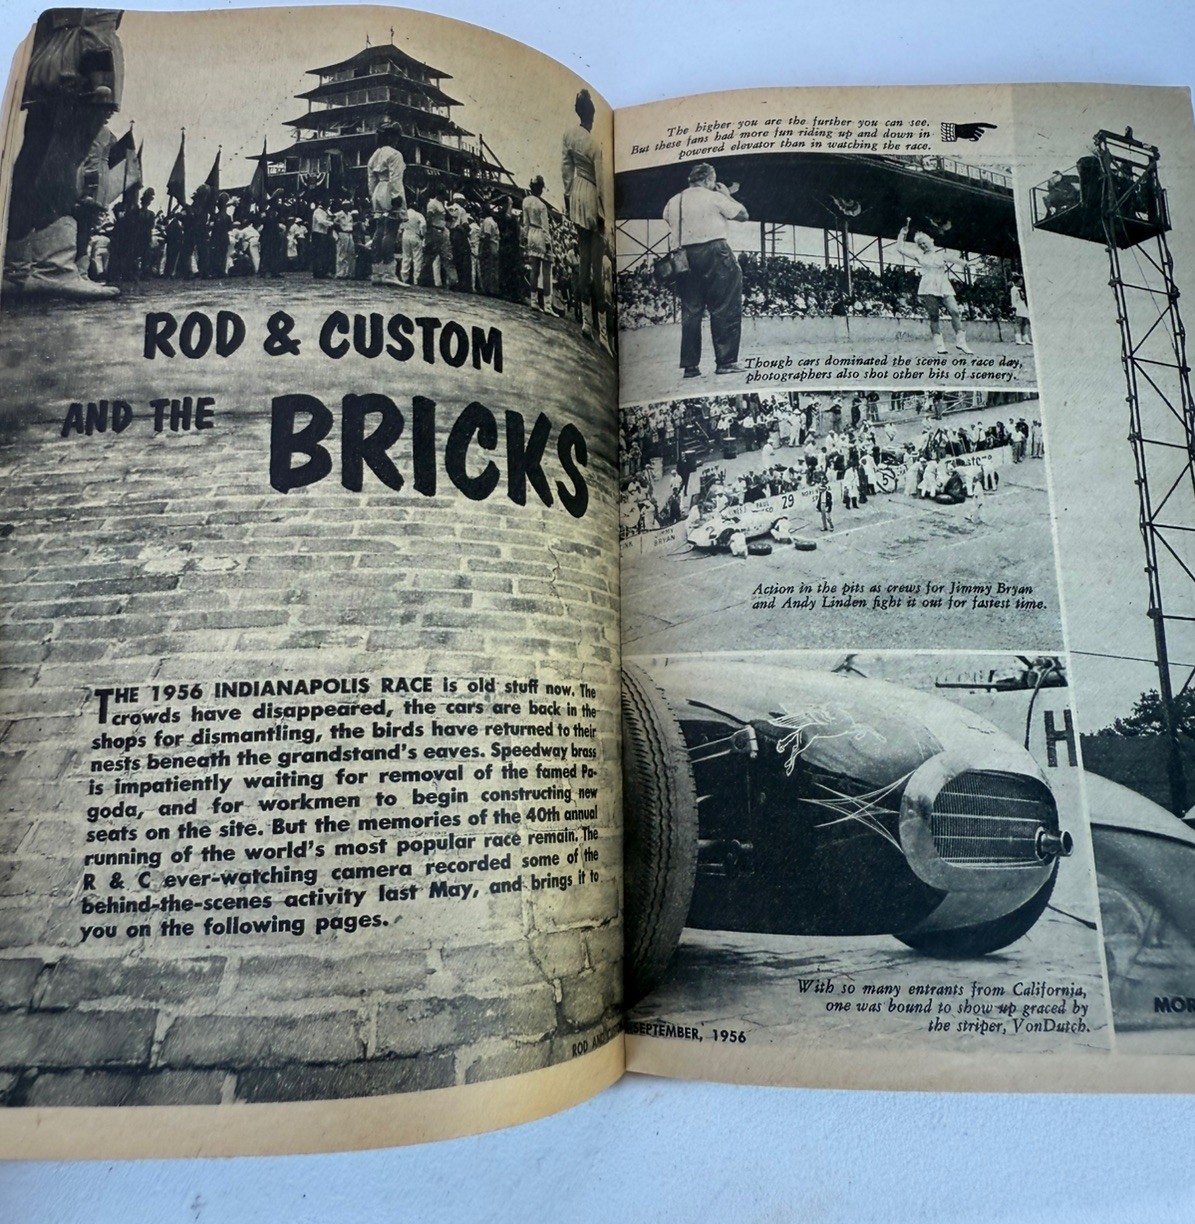 ROD & CUSTOM
AND THE
BRICKS
THE 1956 INDIANAPOLIS RACE is old stuff now. The
crowds have disappeared, the cars are back in the
shops for dismantling, the birds have returned to their
nests beneath the grandstand's eaves. Speedway brass
is impatiently waiting for removal of the famed Pa-
goda, and for workmen to begin constructing new
seats on the site. But the memories of the 40th annual
running of the world's most popular race remain. The
R & C ever-watching camera recorded some of the
behind-the-scenes activity last May, and brings it to
you on the following pages.
ROD AN
The higher you are the further you can see.
But these fans had more fun riding up and down in
powered elevator than in watching the race.
Though cars dominated the scene on race day,
photographers also shot other bits of scenery.
29
5
BRYAN
Action in the pits as crews for Jimmy Bryan
and Andy Linden fight it out for fastest time.
H
With so many entrants from California,
one was bound to show up graced by
the striper, VonDutch.
SEPTEMBER, 1956
MOR